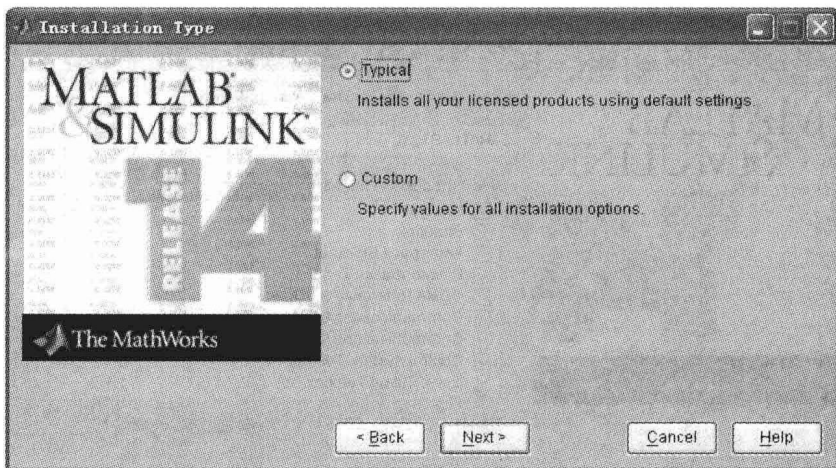 Installation Type
MATLAB®
& SIMULINK®
RELEASE 14
The MathWorks
Typical
Installs all your licensed products using default settings.
Custom
Specify values for all installation options.
< Back
Next >
Cancel
Help